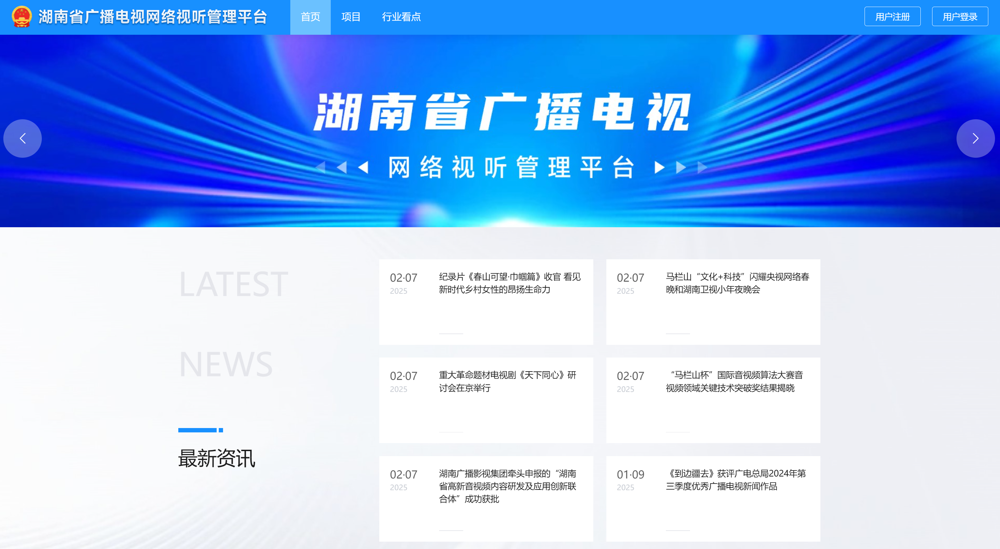 湖南省广播电视网络视听管理平台
首页
项目
行业看点
用户注册
用户登录
湖南省广播电视
网络视听管理平台
LATEST
NEWS
最新资讯
02·07
2025
纪录片《春山可望·巾帼篇》收官 看见
新时代乡村女性的昂扬生命力
02·07
2025
马栏山“文化+科技”闪耀央视网络春
晚和湖南卫视小年夜晚会
02·07
2025
重大革命题材电视剧《天下同心》研
讨会在京举行
02·07
2025
“马栏山杯”国际音视频算法大赛音
视频领域关键技术突破奖结果揭晓
02·07
2025
湖南广播影视集团牵头申报的“湖南
省高新音视频内容研发及应用创新联
合体”成功获批
01·09
2025
《到边疆去》获评广电总局2024年第
三季度优秀广播电视新闻作品